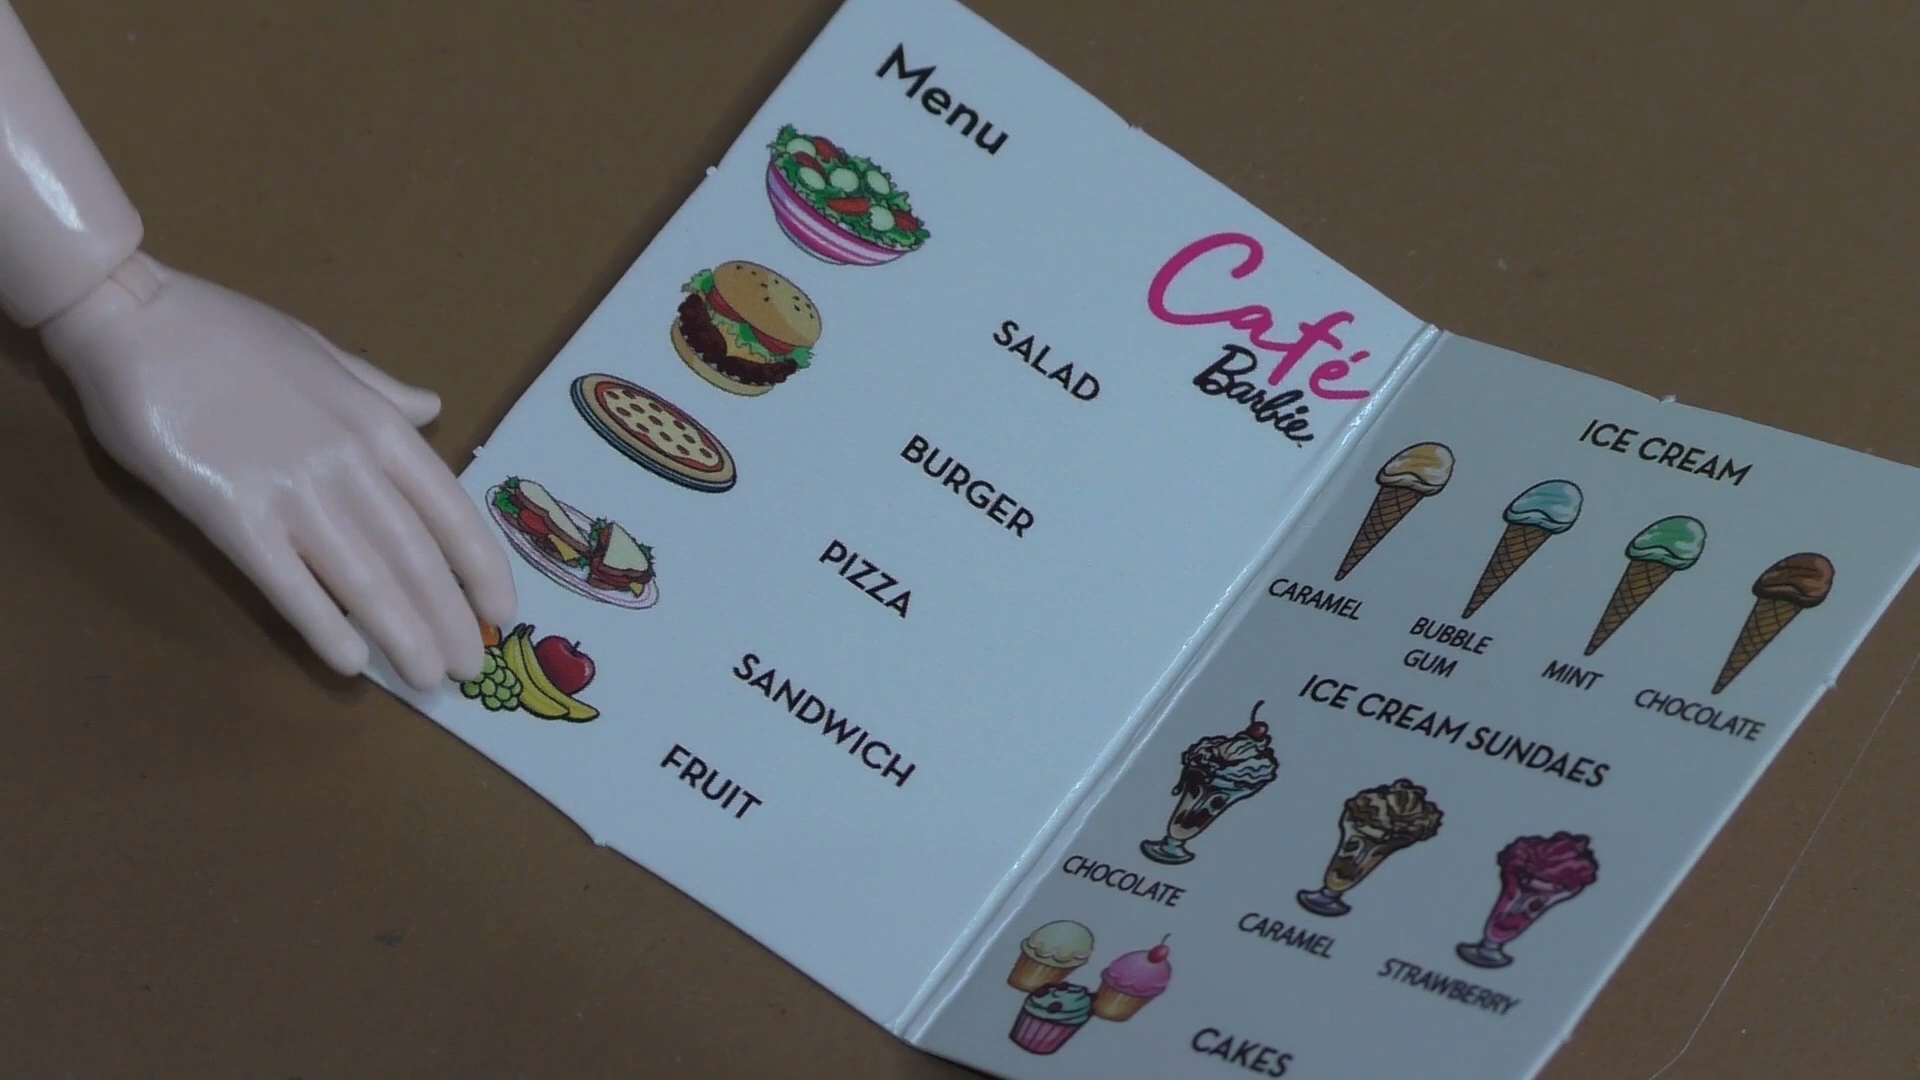 Menu
Café
Barbie
SALAD
BURGER
PIZZA
SANDWICH
FRUIT
ICE CREAM
CARAMEL
BUBBLE
GUM
MINT
CHOCOLATE
ICE CREAM SUNDAES
CHOCOLATE
CARAMEL
STRAWBERRY
CAKES